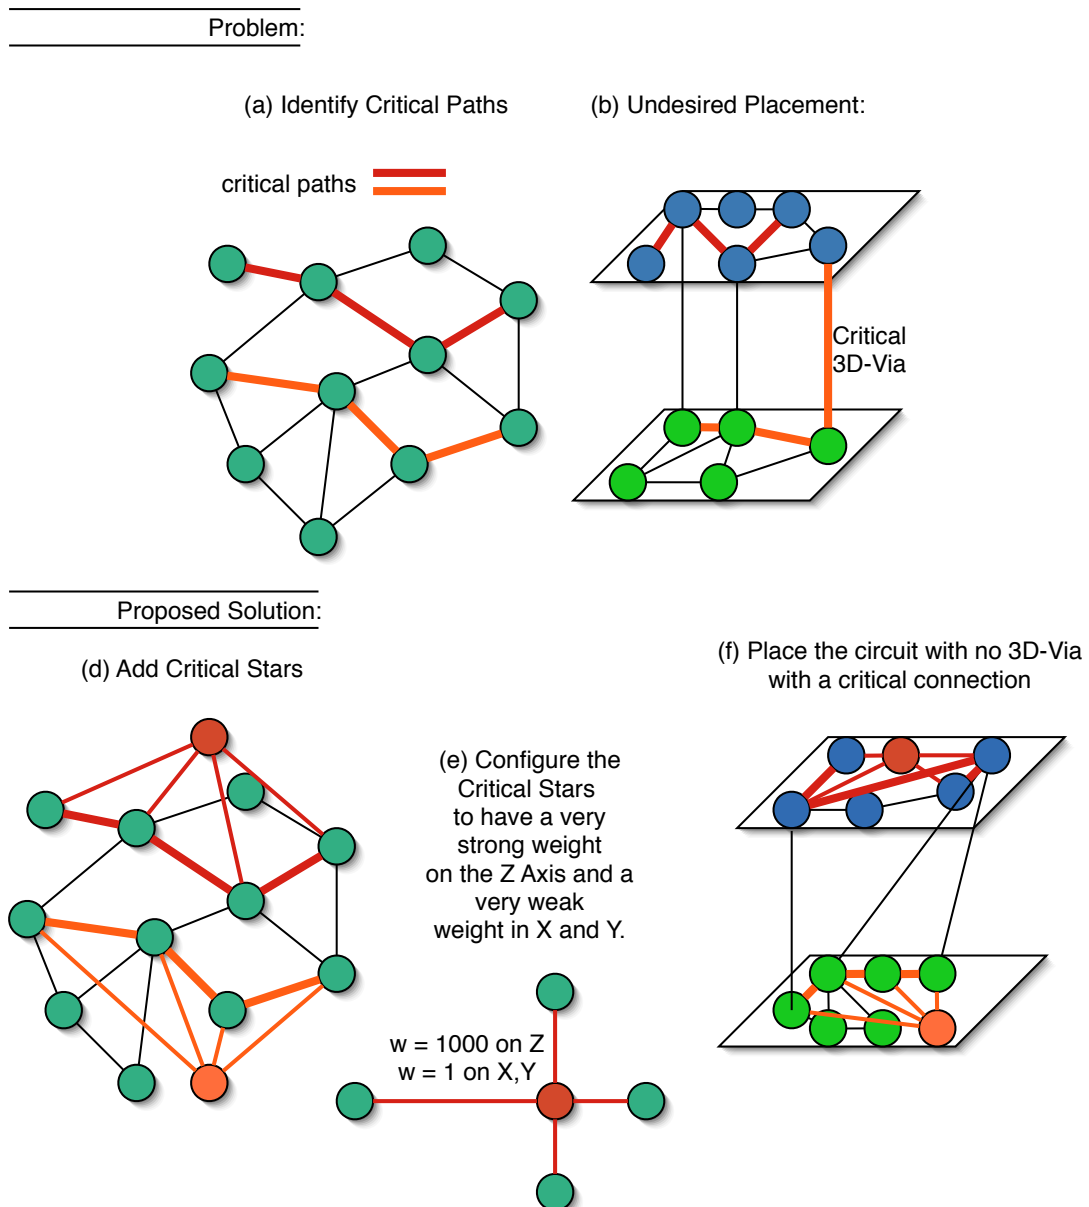 Problem:
(a) Identify Critical Paths
(b) Undesired Placement:
critical paths
Critical
3D-Via
Proposed Solution:
(d) Add Critical Stars
(e) Configure the
Critical Stars
to have a very
strong weight
on the Z Axis and a
very weak
weight in X and Y.
w = 1000 on Z
w = 1 on X,Y
(f) Place the circuit with no 3D-Via
with a critical connection